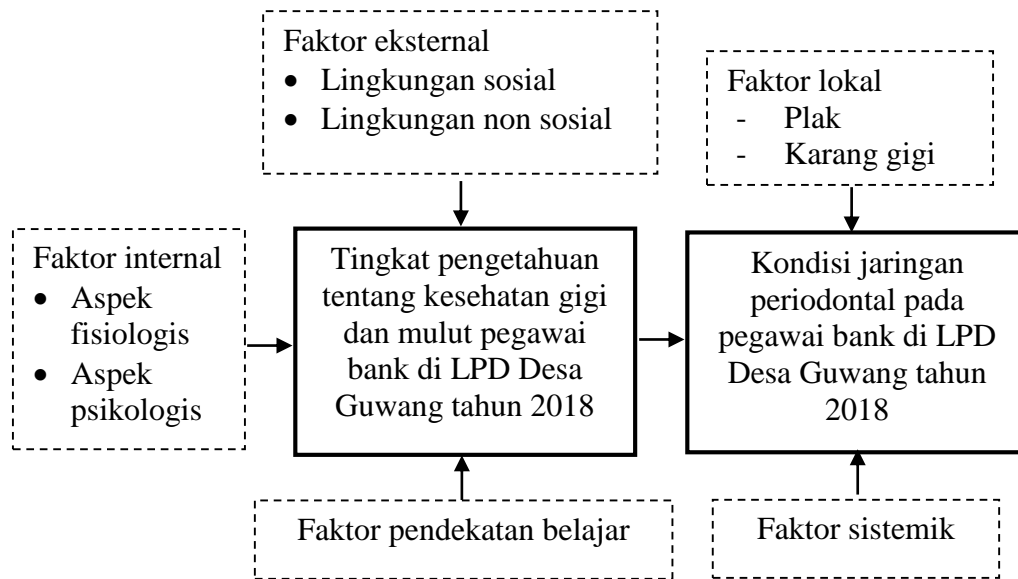 Faktor eksternal
• Lingkungan sosial
• Lingkungan non sosial
Faktor lokal
- Plak
- Karang gigi
Faktor internal
• Aspek
fisiologis
• Aspek
psikologis
Tingkat pengetahuan
tentang kesehatan gigi
dan mulut pegawai
bank di LPD Desa
Guwang tahun 2018
Kondisi jaringan
periodontal pada
pegawai bank di LPD
Desa Guwang tahun
2018
Faktor pendekatan belajar
Faktor sistemik